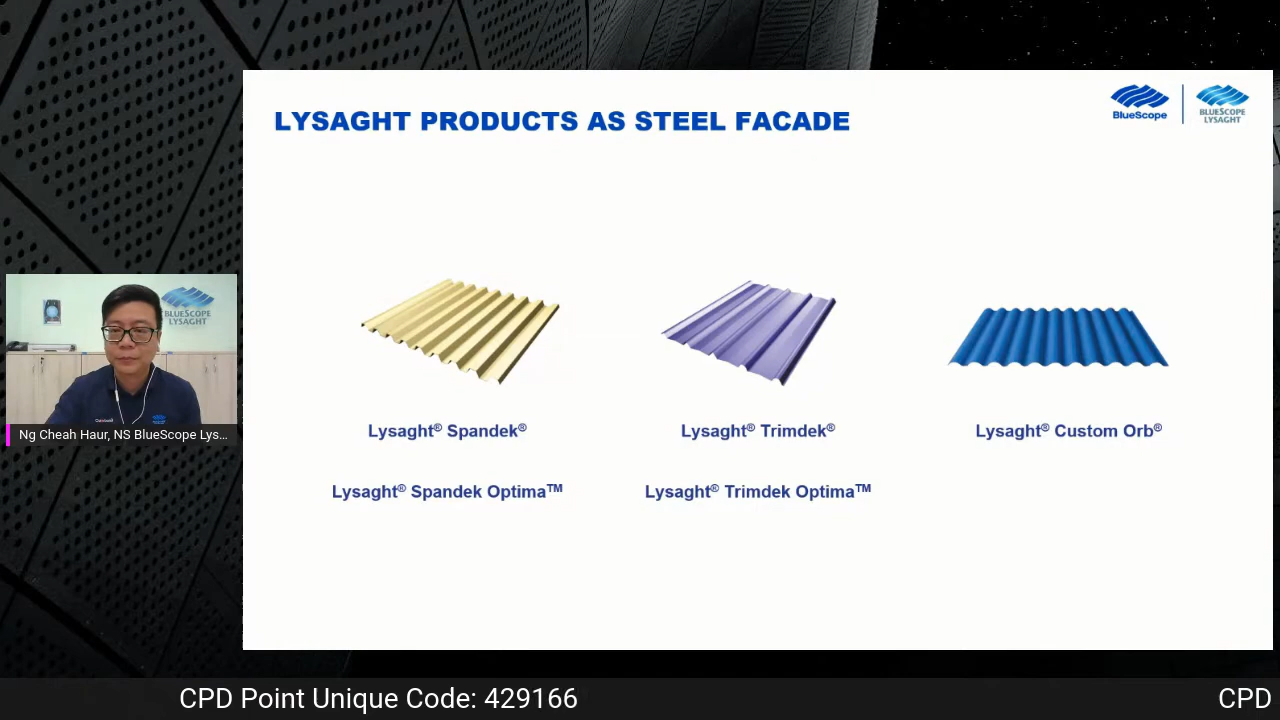 LYSAGHT PRODUCTS AS STEEL FACADE
BlueScope
BLUESCOPE
LYSAGHT
BLUESCOPE
LYSAGHT
Ng Cheah Haur, NS BlueScope Lys...
Lysaght® Spandek®
Lysaght® Trimdek®
Lysaght® Custom Orb®
Lysaght® Spandek Optima™
Lysaght® Trimdek Optima™
CPD Point Unique Code: 429166
CPD